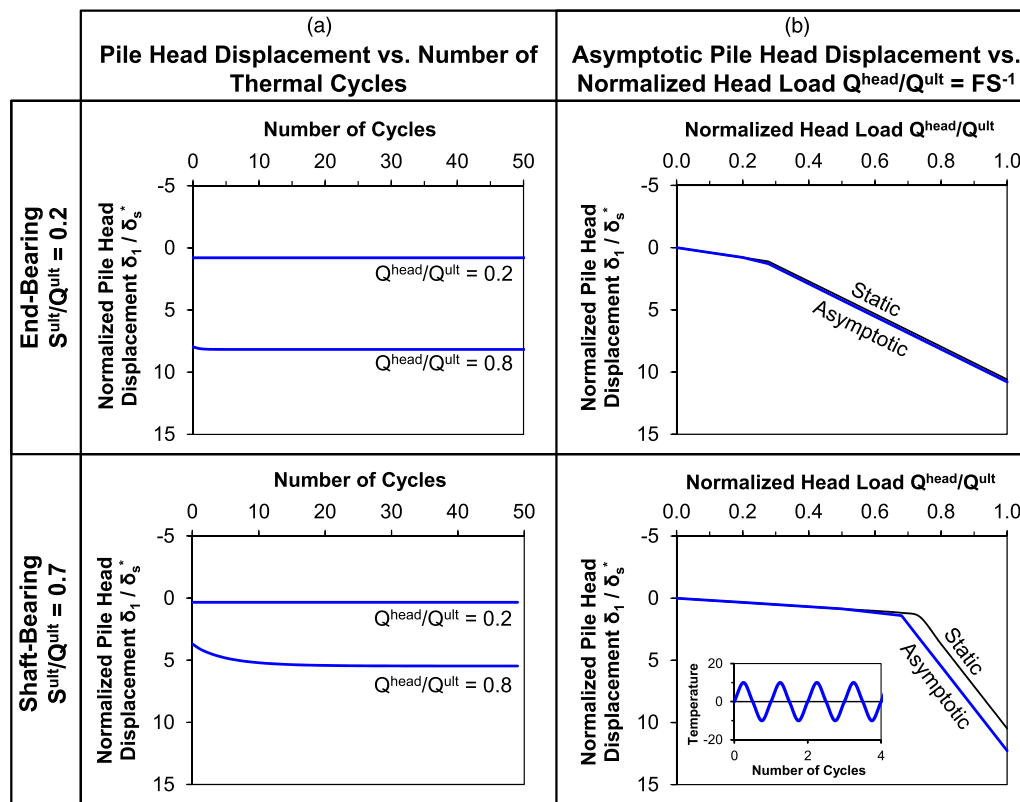 (a)
Pile Head Displacement vs. Number of
Thermal Cycles
(b)
Asymptotic Pile Head Displacement vs.
Normalized Head Load Qʰᵉᵃᵈ/Qᵘˡᵗ = FS⁻¹
End-Bearing
Sᵘˡᵗ/Qᵘˡᵗ = 0.2
Number of Cycles
0 10 20 30 40 50
Normalized Pile Head
Displacement δ₁ / δₛ*
-5
0
5
10
15
Qʰᵉᵃᵈ/Qᵘˡᵗ = 0.2
Qʰᵉᵃᵈ/Qᵘˡᵗ = 0.8
Normalized Head Load Qʰᵉᵃᵈ/Qᵘˡᵗ
0.0 0.2 0.4 0.6 0.8 1.0
Normalized Pile Head
Displacement δ₁ / δₛ*
-5
0
5
10
15
Static
Asymptotic
Shaft-Bearing
Sᵘˡᵗ/Qᵘˡᵗ = 0.7
Number of Cycles
0 10 20 30 40 50
Normalized Pile Head
Displacement δ₁ / δₛ*
-5
0
5
10
15
Qʰᵉᵃᵈ/Qᵘˡᵗ = 0.2
Qʰᵉᵃᵈ/Qᵘˡᵗ = 0.8
Normalized Head Load Qʰᵉᵃᵈ/Qᵘˡᵗ
0.0 0.2 0.4 0.6 0.8 1.0
Normalized Pile Head
Displacement δ₁ / δₛ*
-5
0
5
10
15
Static
Asymptotic
Temperature
20
0
-20
0 2 4
Number of Cycles